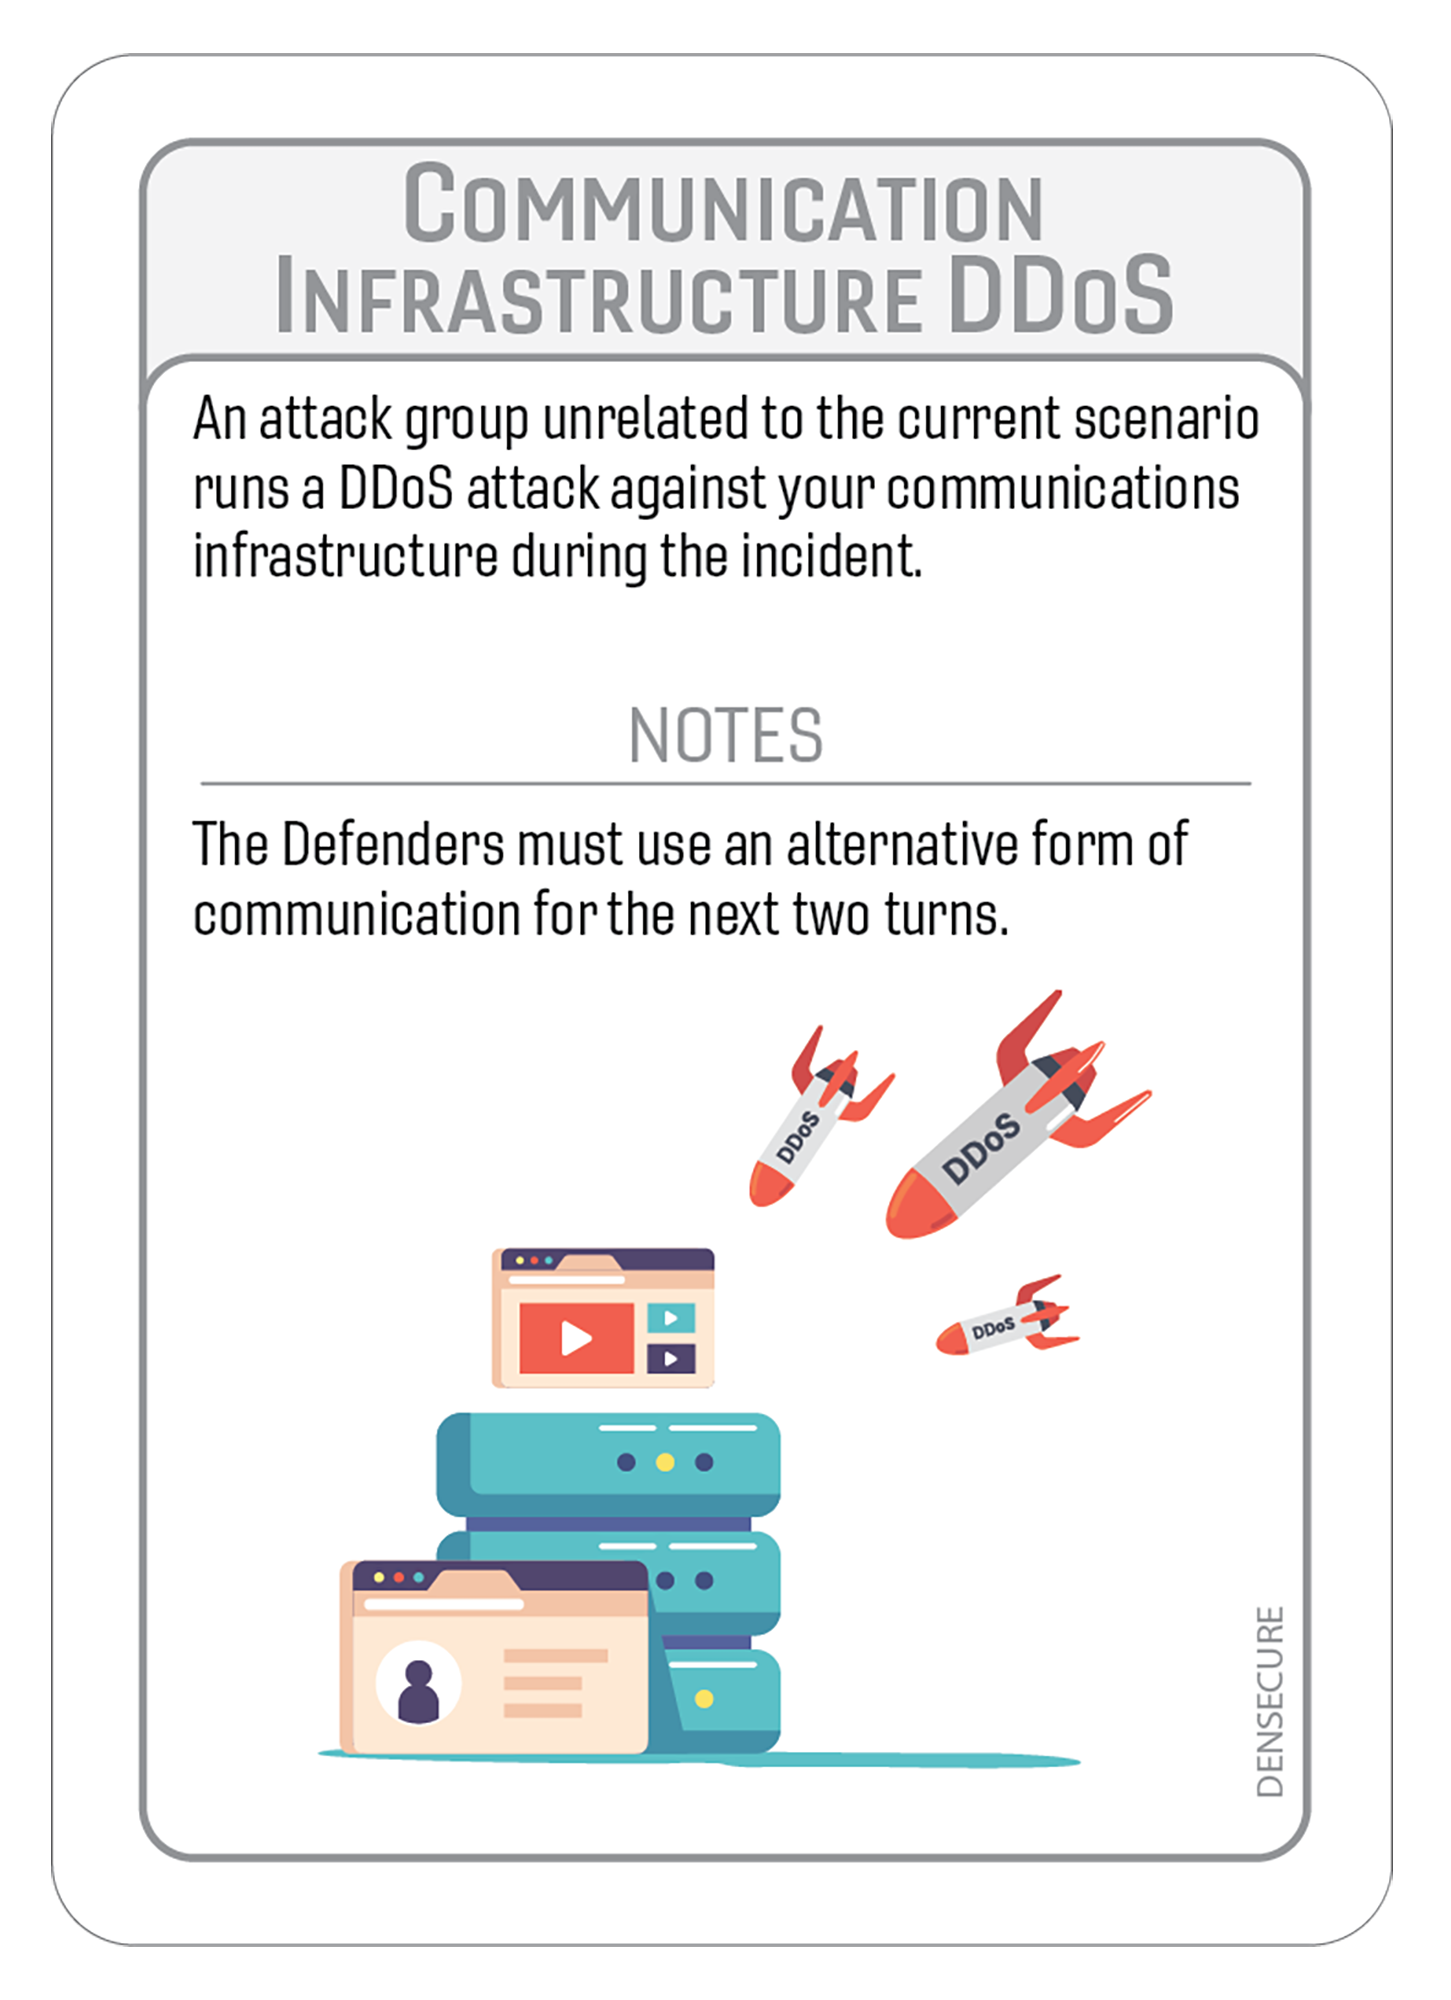 COMMUNICATION
INFRASTRUCTURE DDoS
An attack group unrelated to the current scenario
runs a DDoS attack against your communications
infrastructure during the incident.
NOTES
The Defenders must use an alternative form of
communication for the next two turns.
DDoS
DDoS
DDoS
DENSECURE